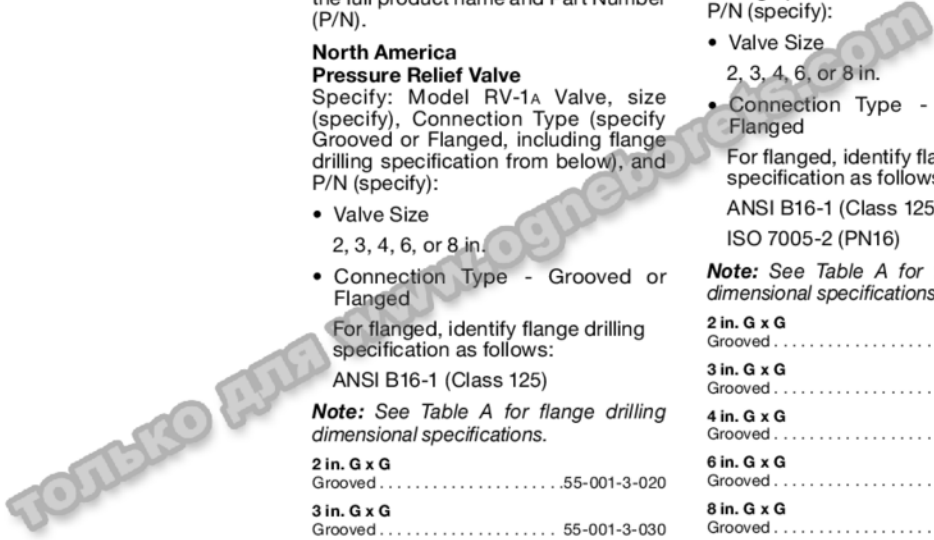 the full product name and Part Number
(P/N).
North America
Pressure Relief Valve
Specify: Model RV-1A Valve, size
(specify), Connection Type (specify
Grooved or Flanged, including flange
drilling specification from below), and
P/N (specify):
• Valve Size
2, 3, 4, 6, or 8 in.
• Connection Type - Grooved or
Flanged
For flanged, identify flange drilling
specification as follows:
ANSI B16-1 (Class 125)
Note: See Table A for flange drilling
dimensional specifications.
2 in. G x G
Grooved . . . . . . . . . . . . . . . . . . . . .55-001-3-020
3 in. G x G
Grooved . . . . . . . . . . . . . . . . . . . . 55-001-3-030
P/N (specify):
• Valve Size
2, 3, 4, 6, or 8 in.
• Connection Type -
Flanged
For flanged, identify
specification as
ANSI B16-1 (Class 125
ISO 7005-2 (PN16)
Note: See Table A for
dimensional specifications
2 in. G x G
Grooved . . . . . . . . . . . . . . . . . .
3 in. G x G
Grooved . . . . . . . . . . . . . . . . . .
4 in. G x G
Grooved . . . . . . . . . . . . . . . . . .
6 in. G x G
Grooved . . . . . . . . . . . . . . . . . .
8 in. G x G
Grooved . . . . . . . . . . . . . . . . . .
только для www.ogneborets.com